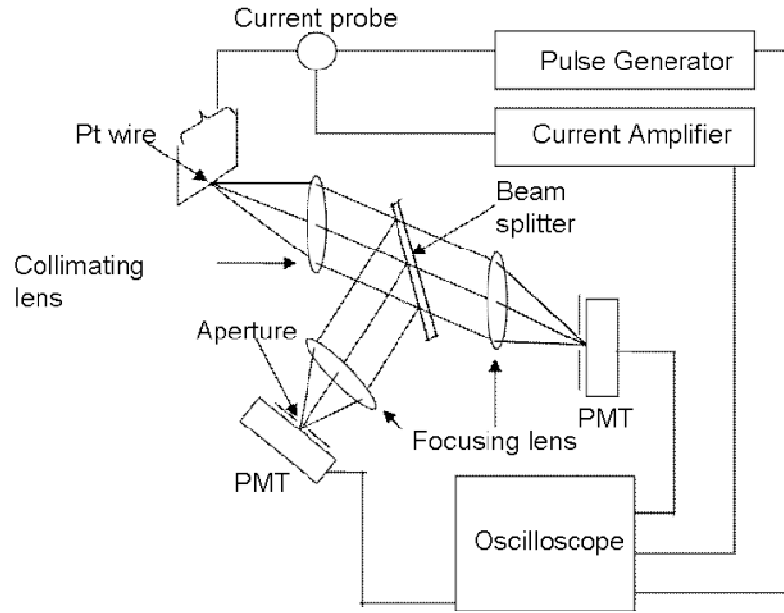 Current probe
Pulse Generator
Pt wire
Current Amplifier
Beam
splitter
Collimating
lens
Aperture
PMT
Focusing lens
PMT
Oscilloscope